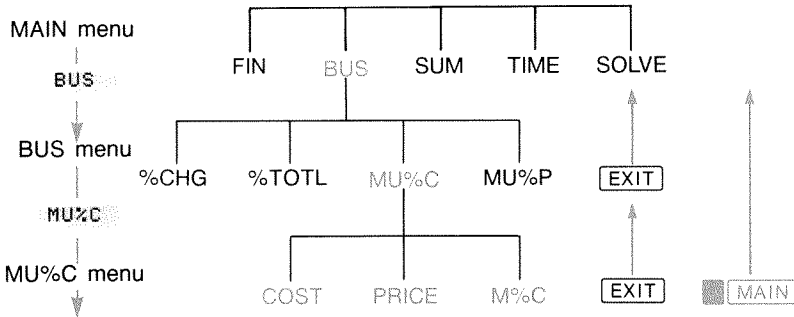 MAIN menu
FIN BUS SUM TIME SOLVE
BUS
BUS menu
%CHG %TOTL MU%C MU%P EXIT
MU%C
MU%C menu
COST PRICE M%C EXIT MAIN